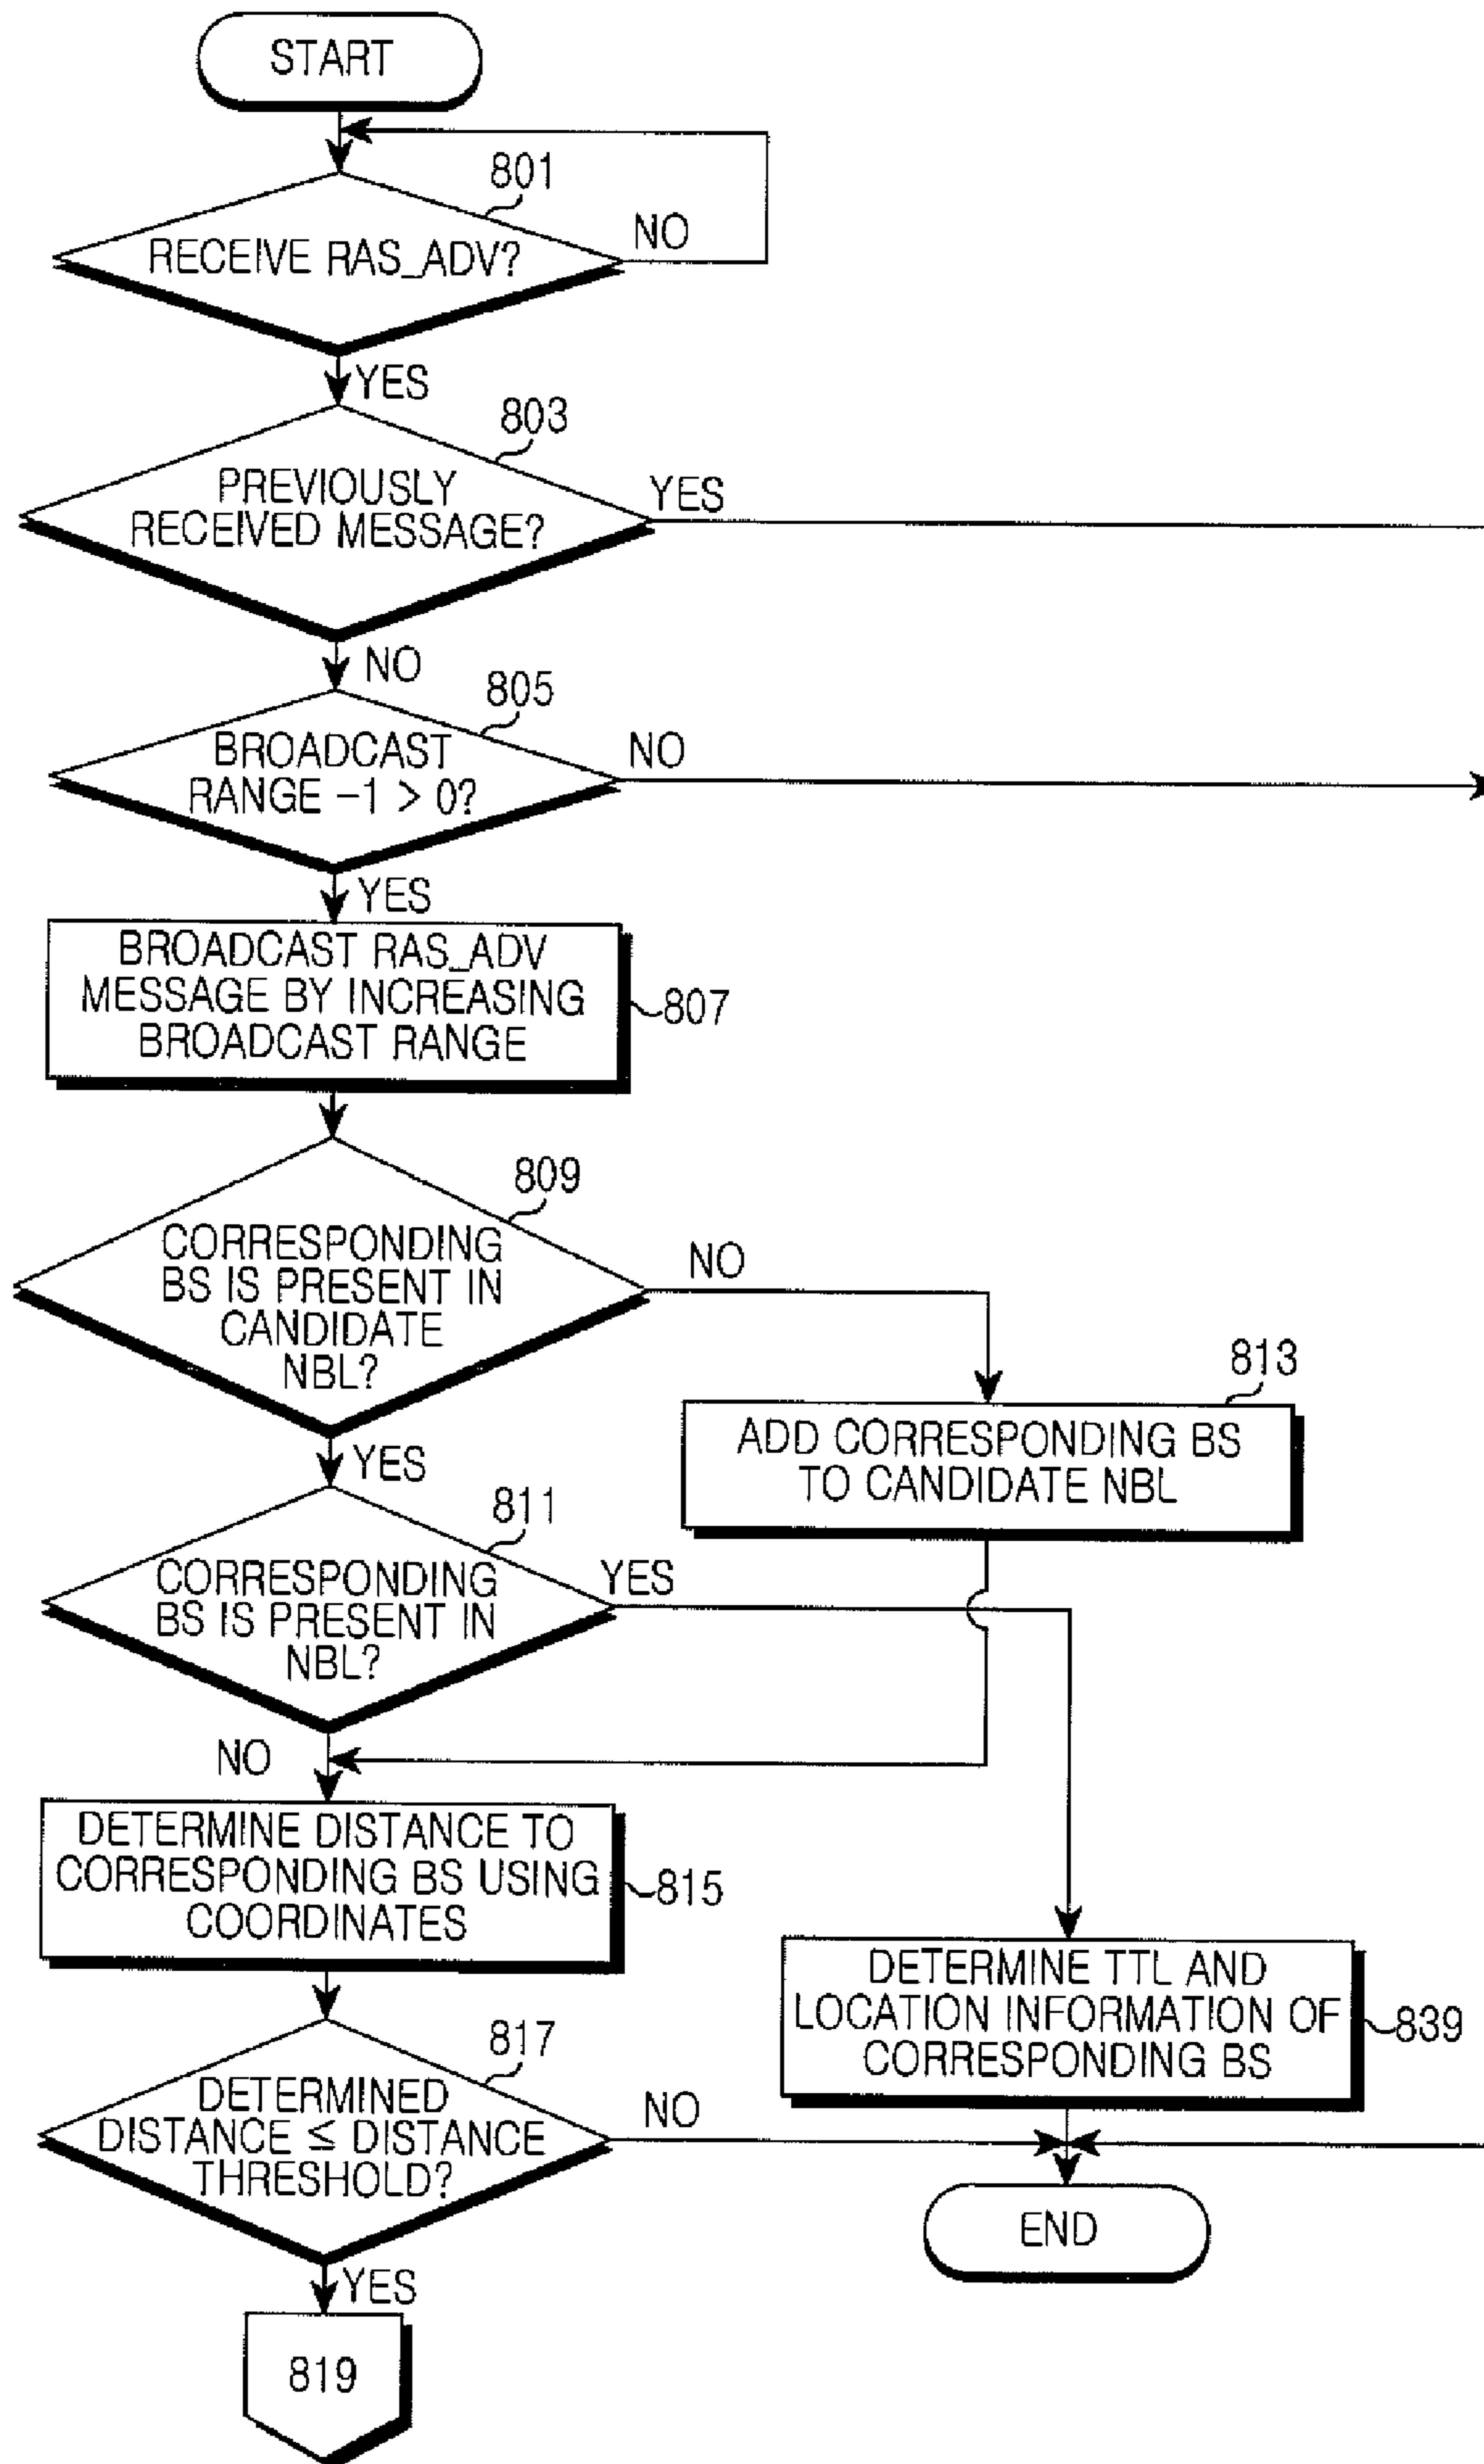 START
801
RECEIVE RAS_ADV?
NO
YES
803
PREVIOUSLY
RECEIVED MESSAGE?
YES
NO
805
BROADCAST
RANGE –1 > 0?
NO
YES
BROADCAST RAS_ADV
MESSAGE BY INCREASING
BROADCAST RANGE
807
809
CORRESPONDING
BS IS PRESENT IN
CANDIDATE
NBL?
NO
YES
813
ADD CORRESPONDING BS
TO CANDIDATE NBL
811
CORRESPONDING
BS IS PRESENT IN
NBL?
YES
NO
DETERMINE DISTANCE TO
CORRESPONDING BS USING
COORDINATES
815
DETERMINE TTL AND
LOCATION INFORMATION OF
CORRESPONDING BS
839
817
DETERMINED
DISTANCE ≤ DISTANCE
THRESHOLD?
NO
YES
END
819